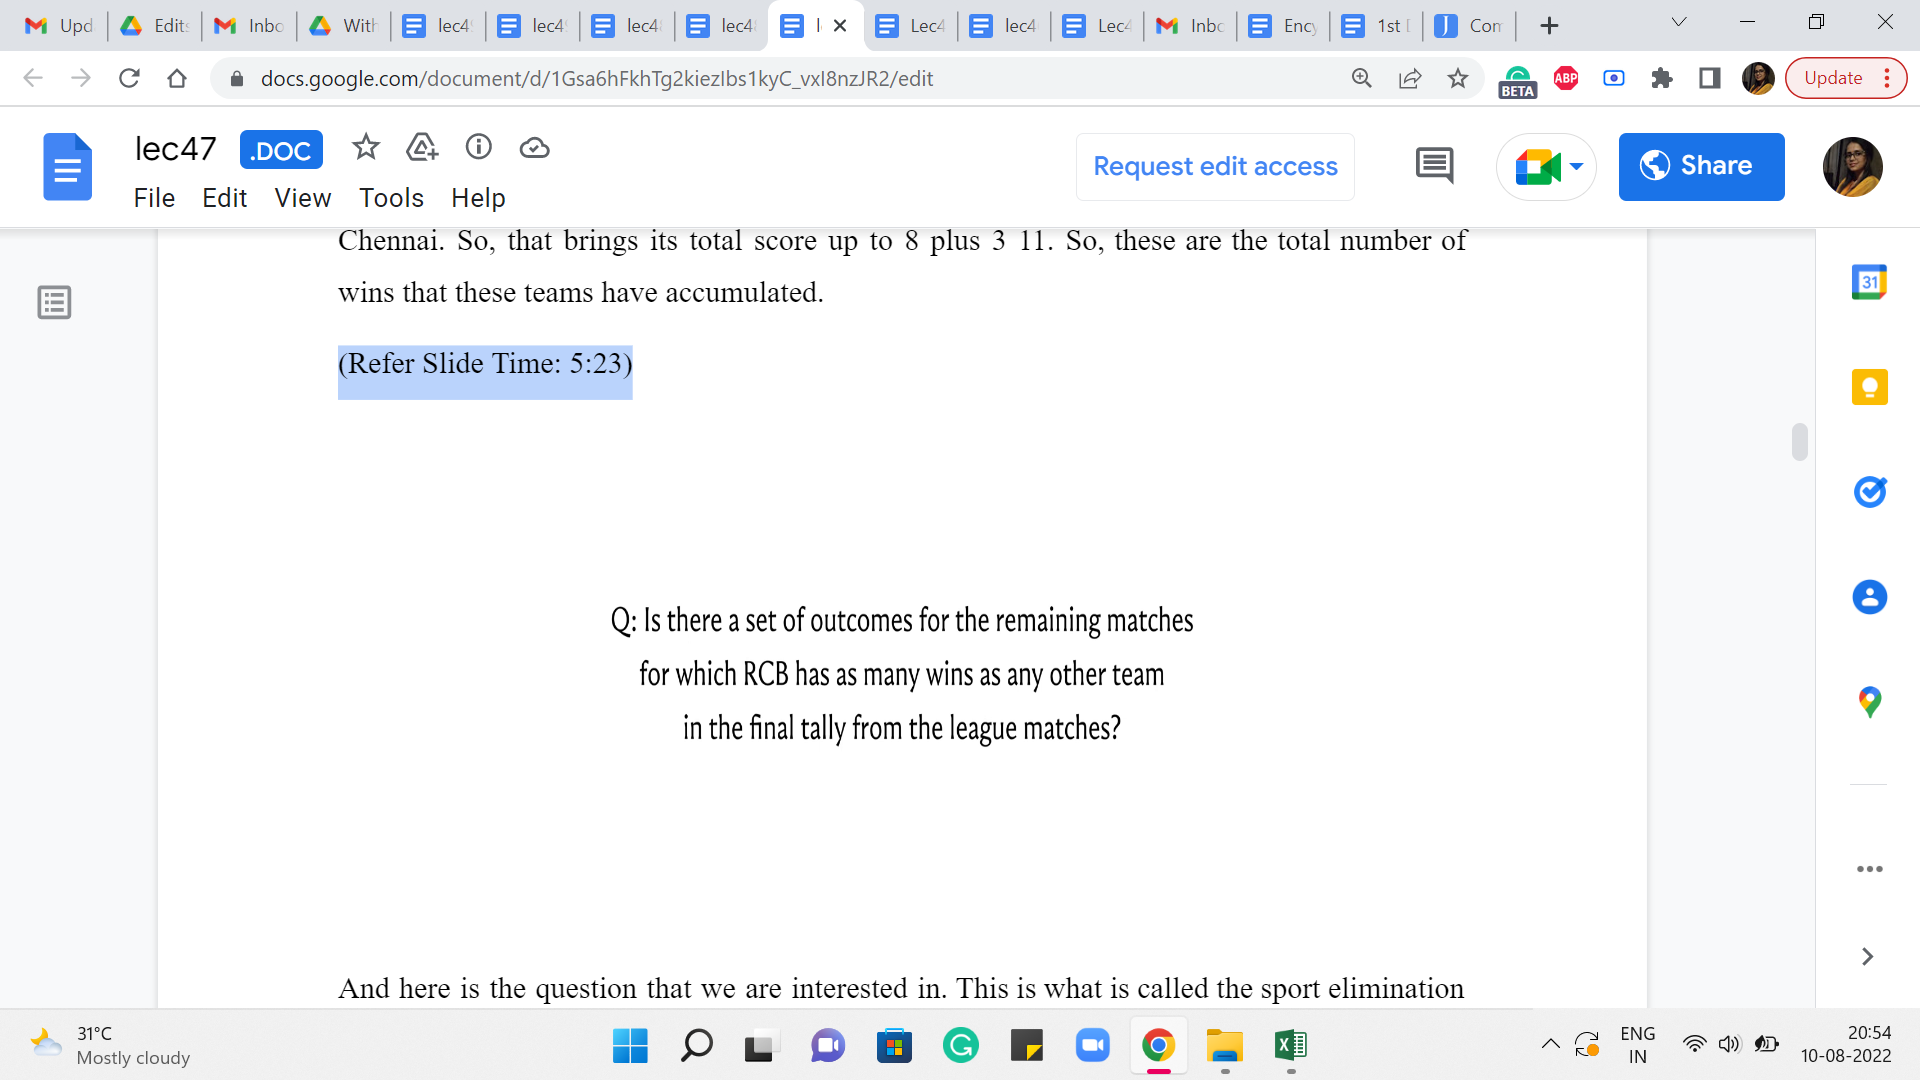 Upd
Edit
Inbo
With
lec4
lec4
lec4
lec4
Lec4
lec4
Lec4
Inbo
Ency
1st
Com
docs.google.com/document/d/1Gsa6hFkhTg2kiezIbs1kyC_vxI8nzJR2/edit
BETA
ABP
Update
lec47
.DOC
Request edit access
Share
File Edit View Tools Help
Chennai. So, that brings its total score up to 8 plus 3 11. So, these are the total number of
wins that these teams have accumulated.
(Refer Slide Time: 5:23)
Q: Is there a set of outcomes for the remaining matches
for which RCB has as many wins as any other team
in the final tally from the league matches?
And here is the question that we are interested in. This is what is called the sport elimination
31
31°C
Mostly cloudy
ENG
IN
20:54
10-08-2022